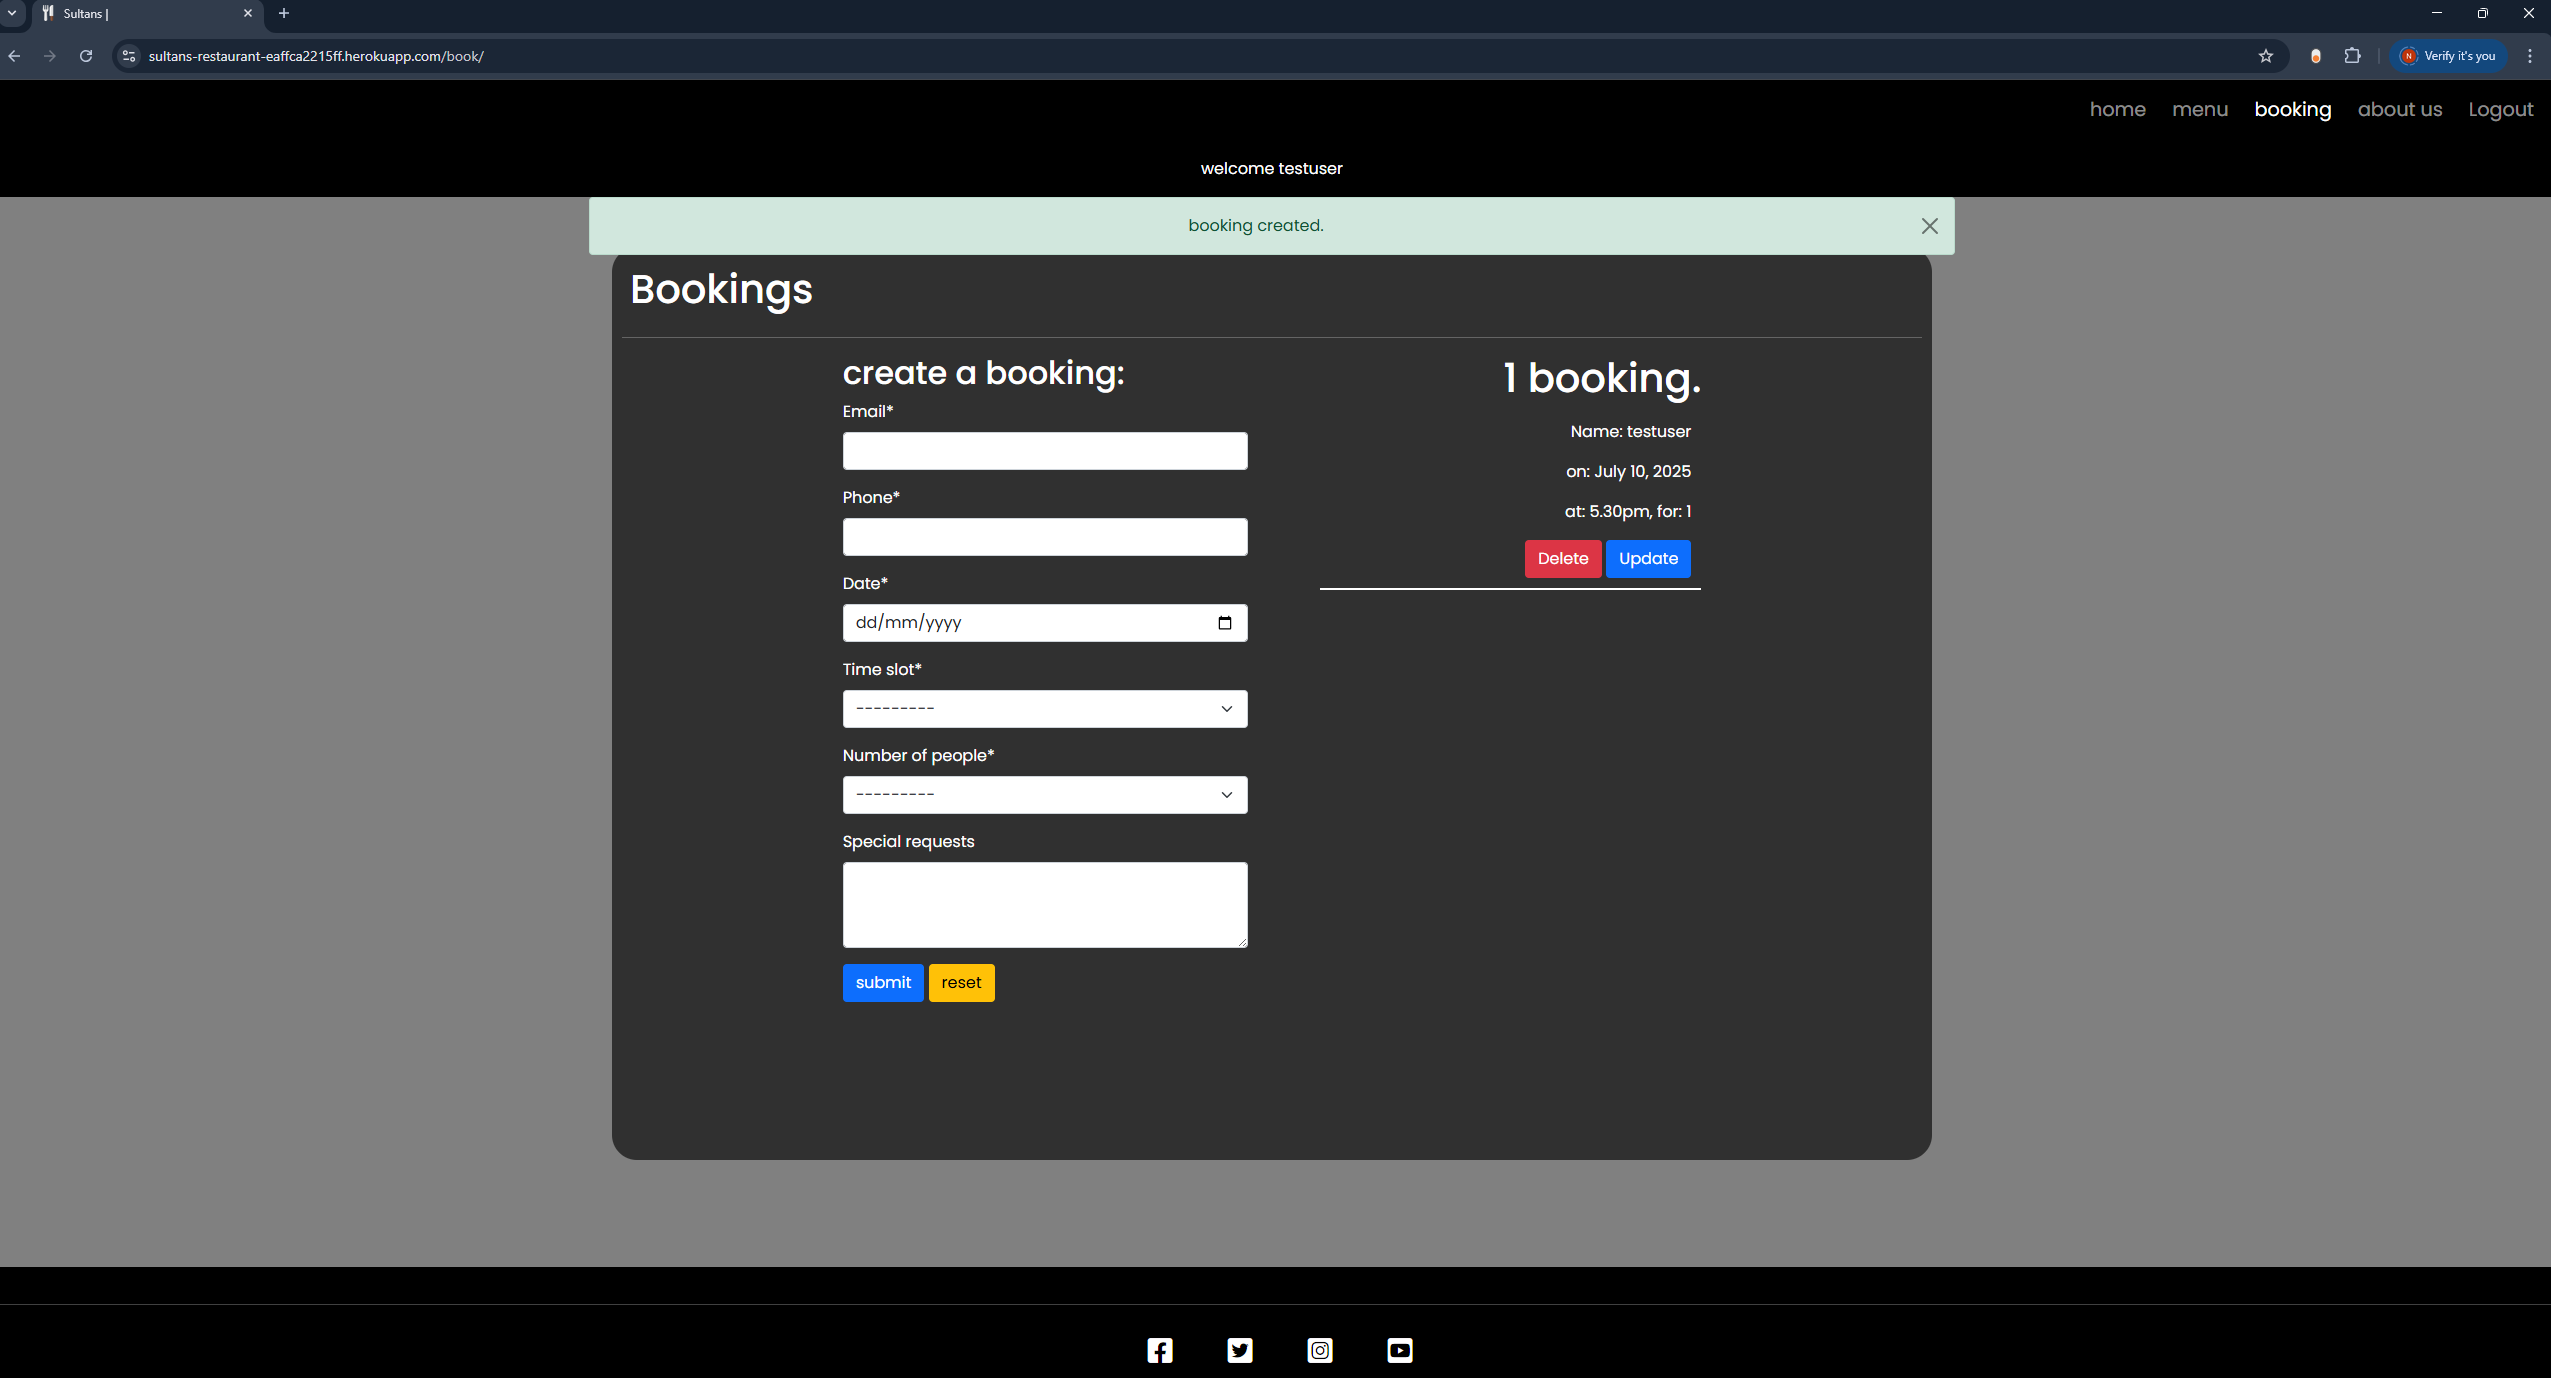 Sultans |
sultans-restaurant-eaffca2215ff.herokuapp.com/book/
N Verify it's you
home menu booking about us Logout
welcome testuser
booking created.
Bookings
create a booking:
Email*
Phone*
Date*
dd/mm/yyyy
Time slot*
---------
Number of people*
---------
Special requests
submit reset
1 booking.
Name: testuser
on: July 10, 2025
at: 5.30pm, for: 1
Delete Update